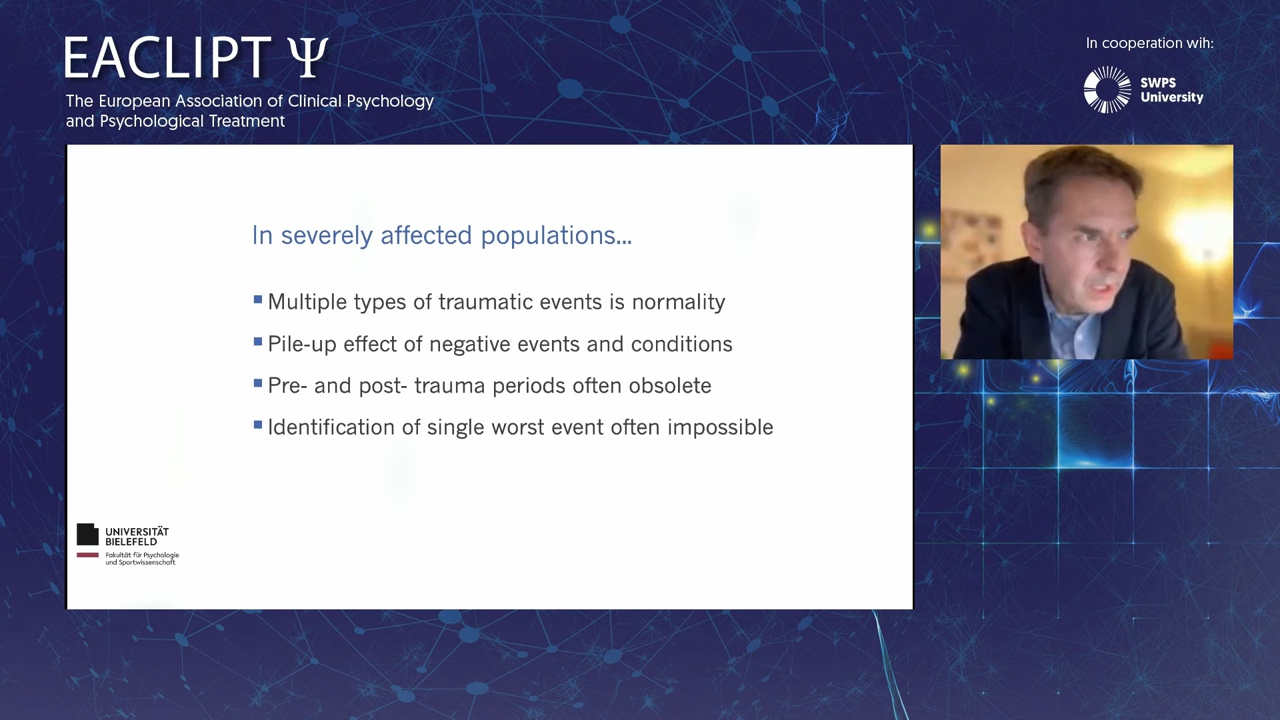 EACLIPT Ψ
The European Association of Clinical Psychology
and Psychological Treatment
In cooperation wih:
SWPS
University
In severely affected populations...
▪ Multiple types of traumatic events is normality
▪ Pile-up effect of negative events and conditions
▪ Pre- and post- trauma periods often obsolete
▪ Identification of single worst event often impossible
UNIVERSITÄT
BIELEFELD
Fakultät für Psychologie
und Sportwissenschaft